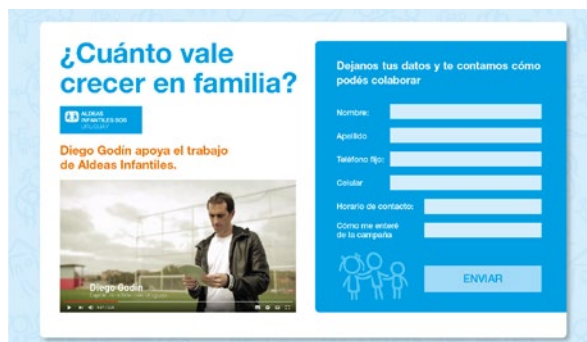 ¿Cuánto vale
crecer en familia?
ALDEAS
INFANTILES SOS
URUGUAY
Diego Godín apoya el trabajo
de Aldeas Infantiles.
Diego Godín
Dejanos tus datos y te contamos cómo
podés colaborar
Nombre:
Apellido
Teléfono fijo:
Celular
Horario de contacto:
Cómo me enteré
de la campaña
ENVIAR